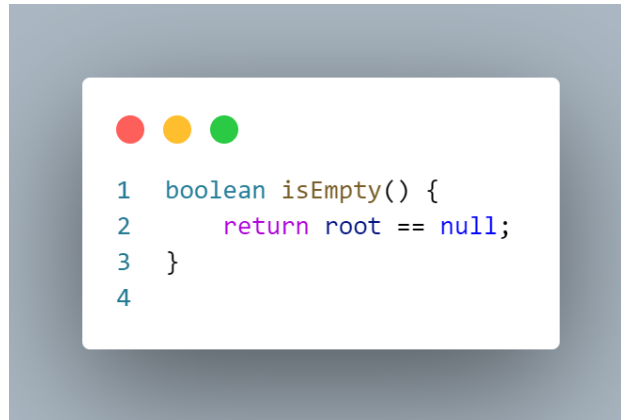 1 boolean isEmpty() {
2     return root == null;
3 }
4